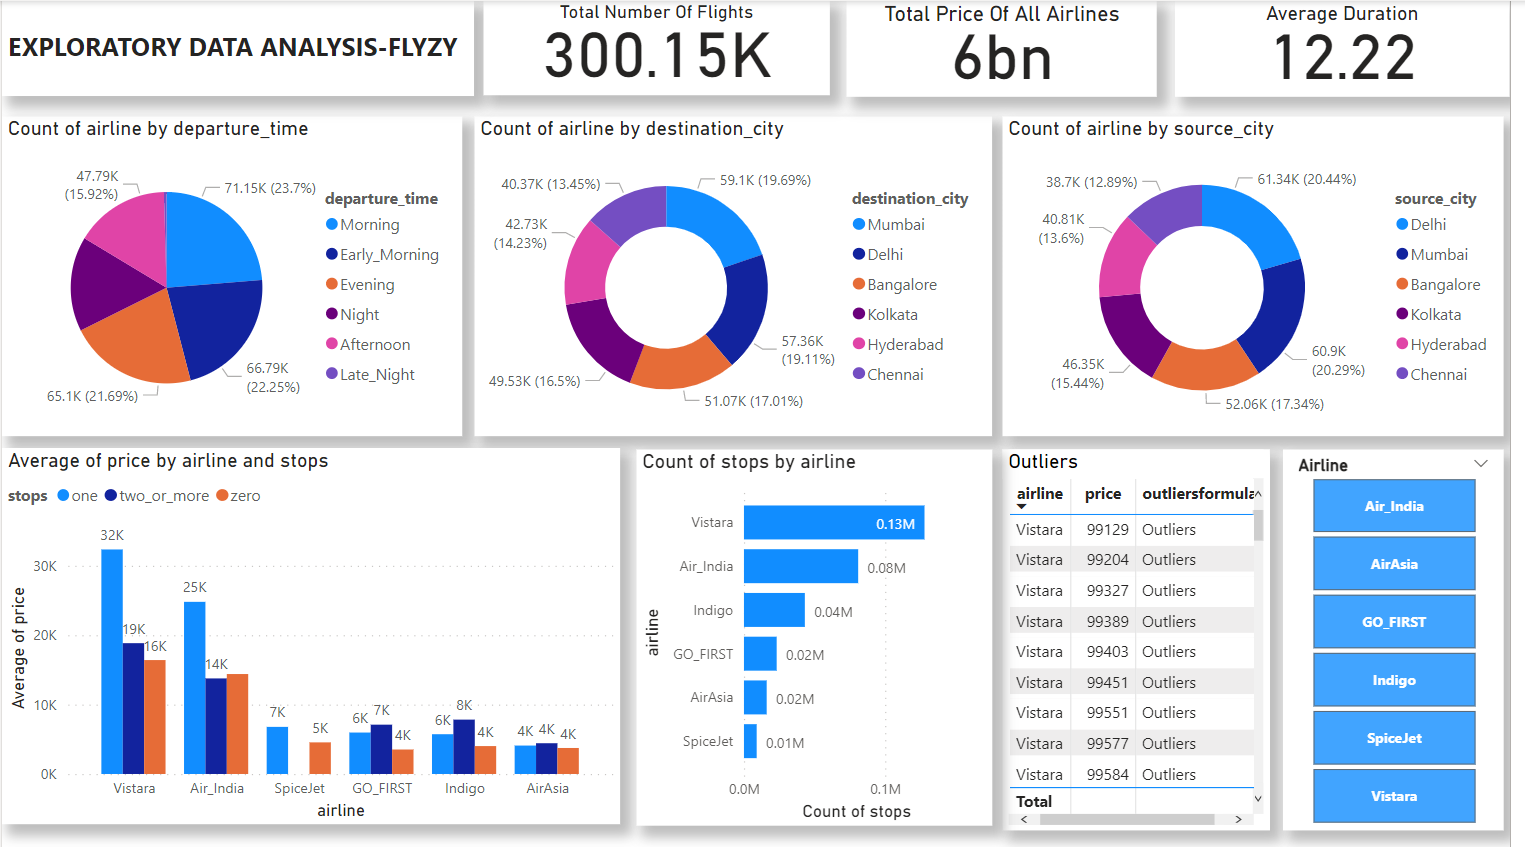 EXPLORATORY DATA ANALYSIS-FLYZY
Total Number Of Flights
300.15K
Total Price Of All Airlines
6bn
Average Duration
12.22
Count of airline by departure_time
47.79K
(15.92%)
71.15K (23.7%)
66.79K
(22.25%)
65.1K (21.69%)
departure_time
Morning
Early_Morning
Evening
Night
Afternoon
Late_Night
Count of airline by destination_city
40.37K (13.45%)
59.1K (19.69%)
42.73K
(14.23%)
57.36K
(19.11%)
49.53K (16.5%)
51.07K (17.01%)
destination_city
Mumbai
Delhi
Bangalore
Kolkata
Hyderabad
Chennai
Count of airline by source_city
38.7K (12.89%)
61.34K (20.44%)
40.81K
(13.6%)
60.9K
(20.29%)
46.35K
(15.44%)
52.06K (17.34%)
source_city
Delhi
Mumbai
Bangalore
Kolkata
Hyderabad
Chennai
Average of price by airline and stops
stops one two_or_more zero
Average of price
30K
20K
10K
0K
32K 19K 16K
25K 14K
7K 5K
6K 7K 4K
6K 8K 4K
4K 4K 4K
Vistara Air_India SpiceJet GO_FIRST Indigo AirAsia
airline
Count of stops by airline
airline
Vistara 0.13M
Air_India 0.08M
Indigo 0.04M
GO_FIRST 0.02M
AirAsia 0.02M
SpiceJet 0.01M
0.0M 0.1M
Count of stops
Outliers
airline price outliersformula
Vistara 99129 Outliers
Vistara 99204 Outliers
Vistara 99327 Outliers
Vistara 99389 Outliers
Vistara 99403 Outliers
Vistara 99451 Outliers
Vistara 99551 Outliers
Vistara 99577 Outliers
Vistara 99584 Outliers
Total
Airline
Air_India
AirAsia
GO_FIRST
Indigo
SpiceJet
Vistara